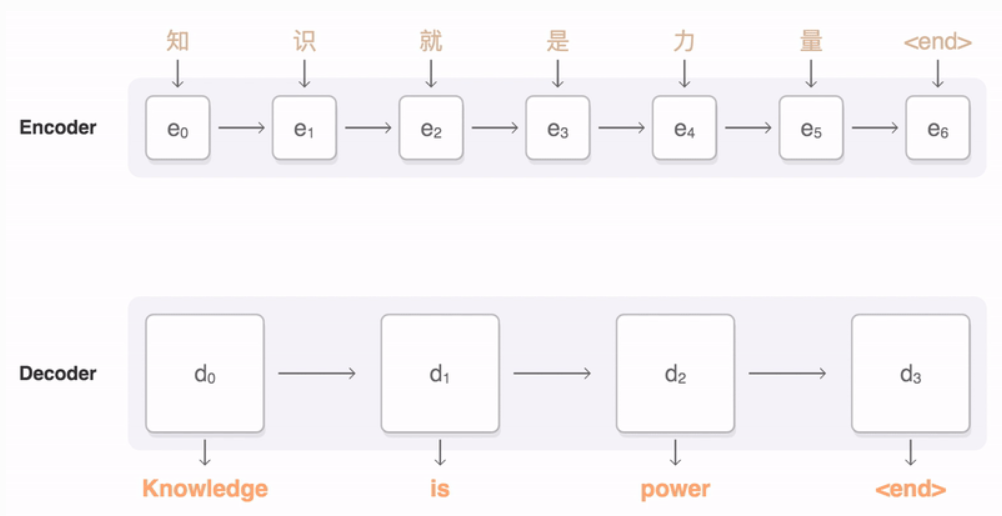 知 识 就 是 力 量 <end>
Encoder e₀ e₁ e₂ e₃ e₄ e₅ e₆
Decoder d₀ d₁ d₂ d₃
Knowledge is power <end>